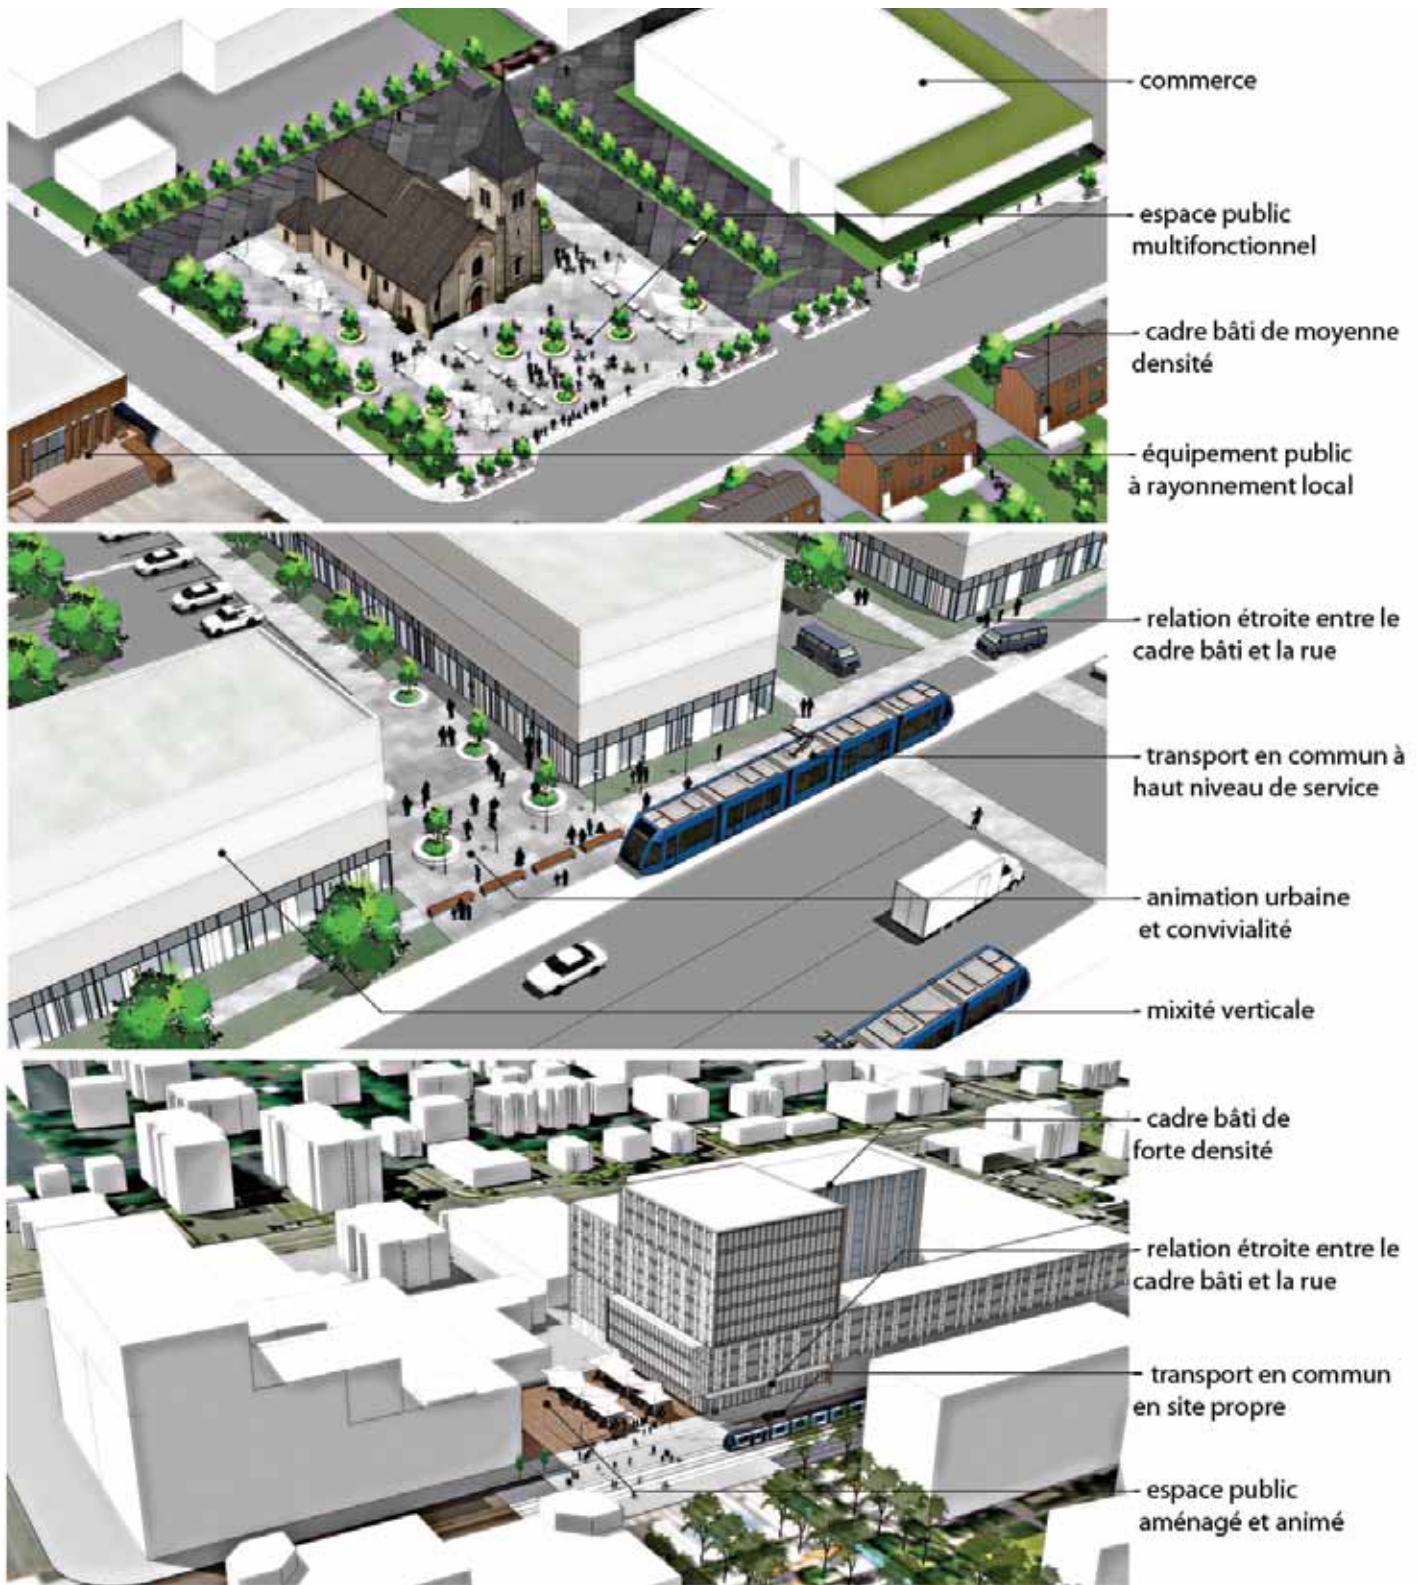 - commerce
- espace public
multifonctionnel
- cadre bâti de moyenne
densité
- équipement public
à rayonnement local
- relation étroite entre le
cadre bâti et la rue
- transport en commun à
haut niveau de service
- animation urbaine
et convivialité
- mixité verticale
- cadre bâti de
forte densité
- relation étroite entre le
cadre bâti et la rue
- transport en commun
en site propre
- espace public
aménagé et animé